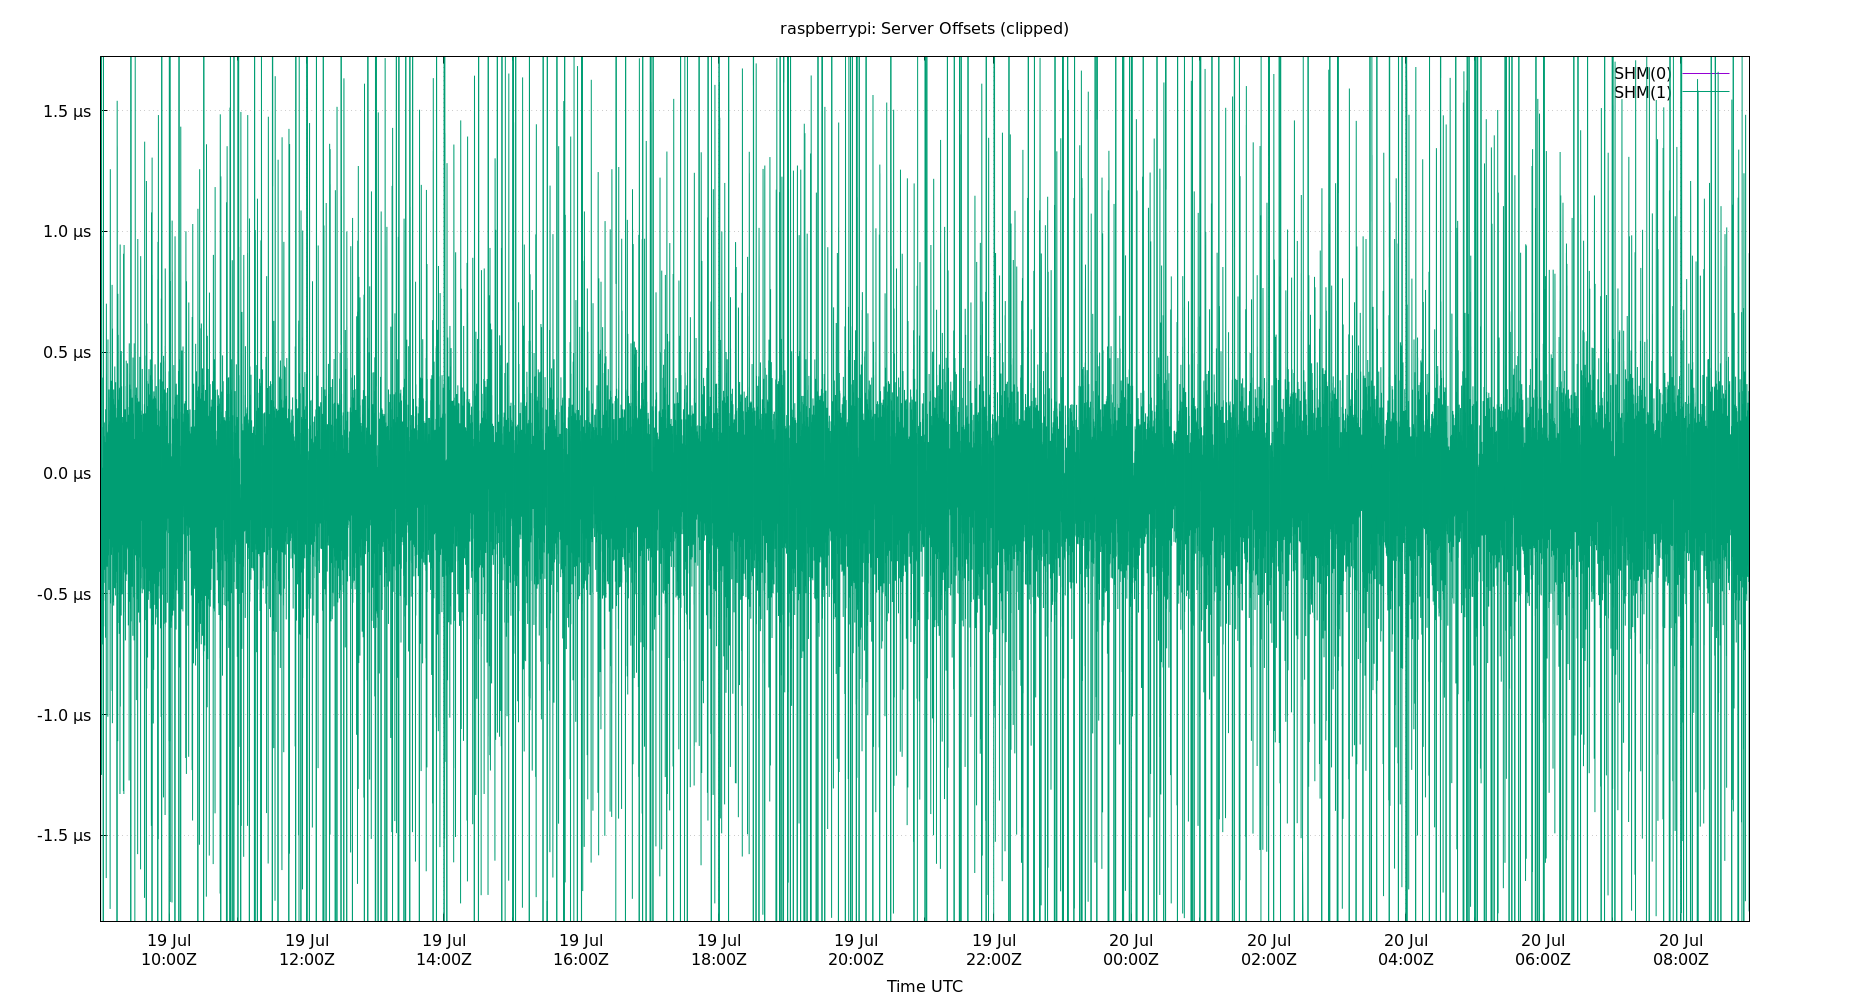 raspberrypi: Server Offsets (clipped)
SHM(0)
SHM(1)
1.5 µs
1.0 µs
0.5 µs
0.0 µs
-0.5 µs
-1.0 µs
-1.5 µs
19 Jul 19 Jul 19 Jul 19 Jul 19 Jul 19 Jul 19 Jul 20 Jul 20 Jul 20 Jul 20 Jul 20 Jul
10:00Z 12:00Z 14:00Z 16:00Z 18:00Z 20:00Z 22:00Z 00:00Z 02:00Z 04:00Z 06:00Z 08:00Z
Time UTC